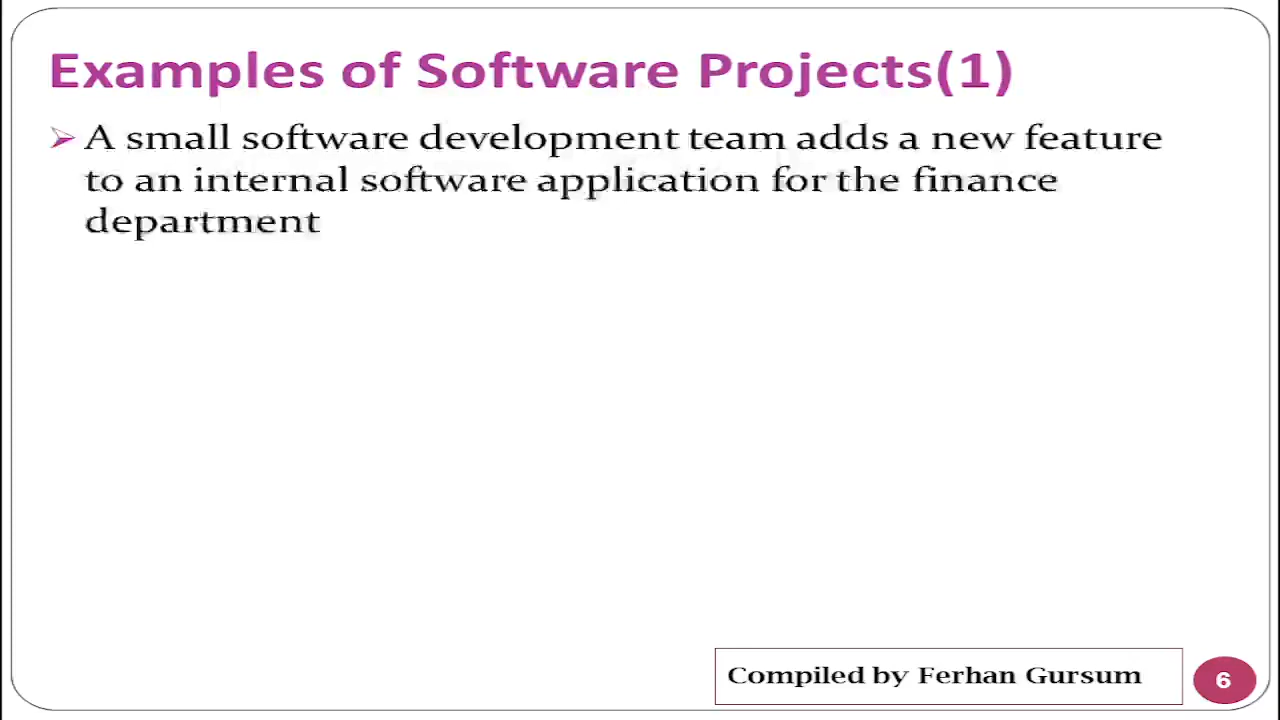 Examples of Software Projects(1)
A small software development team adds a new feature
to an internal software application for the finance
department
Compiled by Ferhan Gursum
6